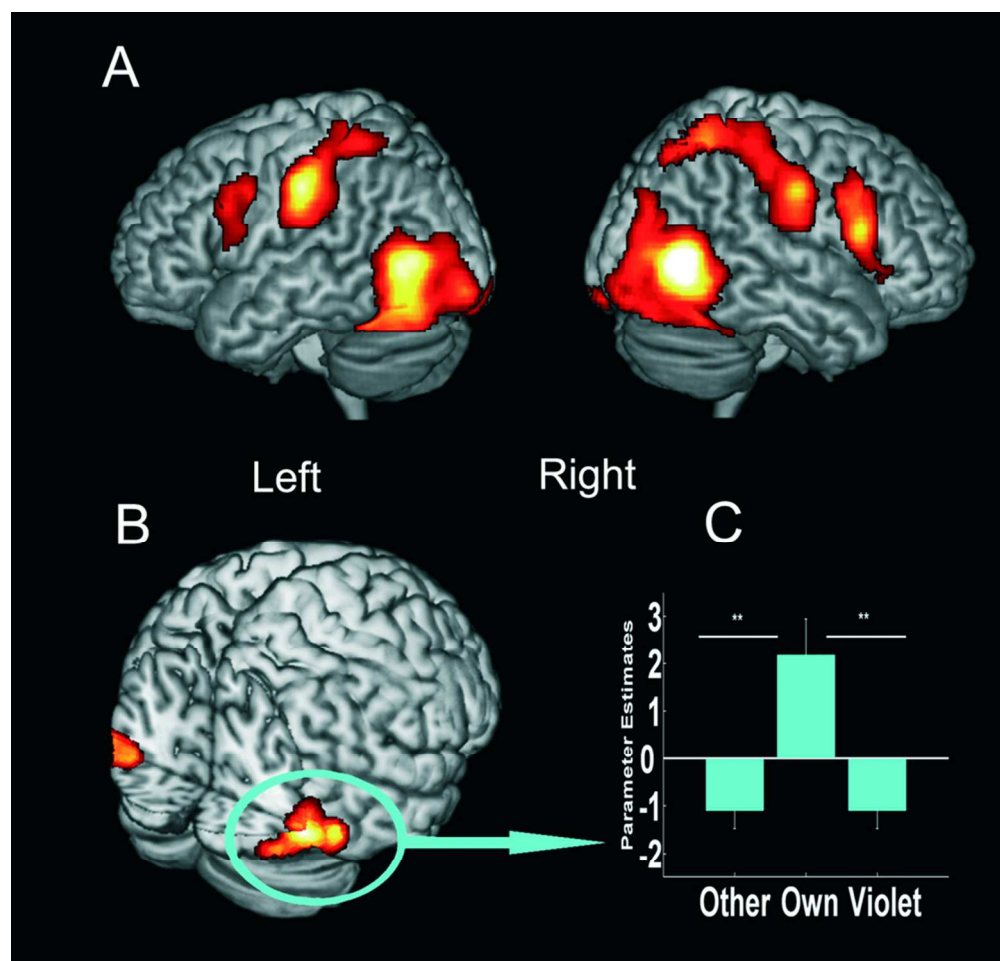 A
Left
Right
B
C
Parameter Estimates
3
2
1
0
-1
-2
**
**
Other Own Violet